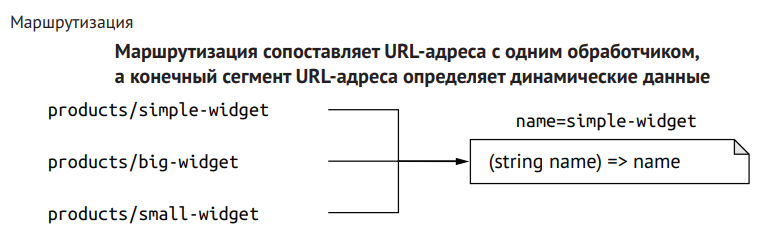 Маршрутизация
Маршрутизация сопоставляет URL-адреса с одним обработчиком,
а конечный сегмент URL-адреса определяет динамические данные
products/simple-widget
name=simple-widget
products/big-widget
(string name) => name
products/small-widget